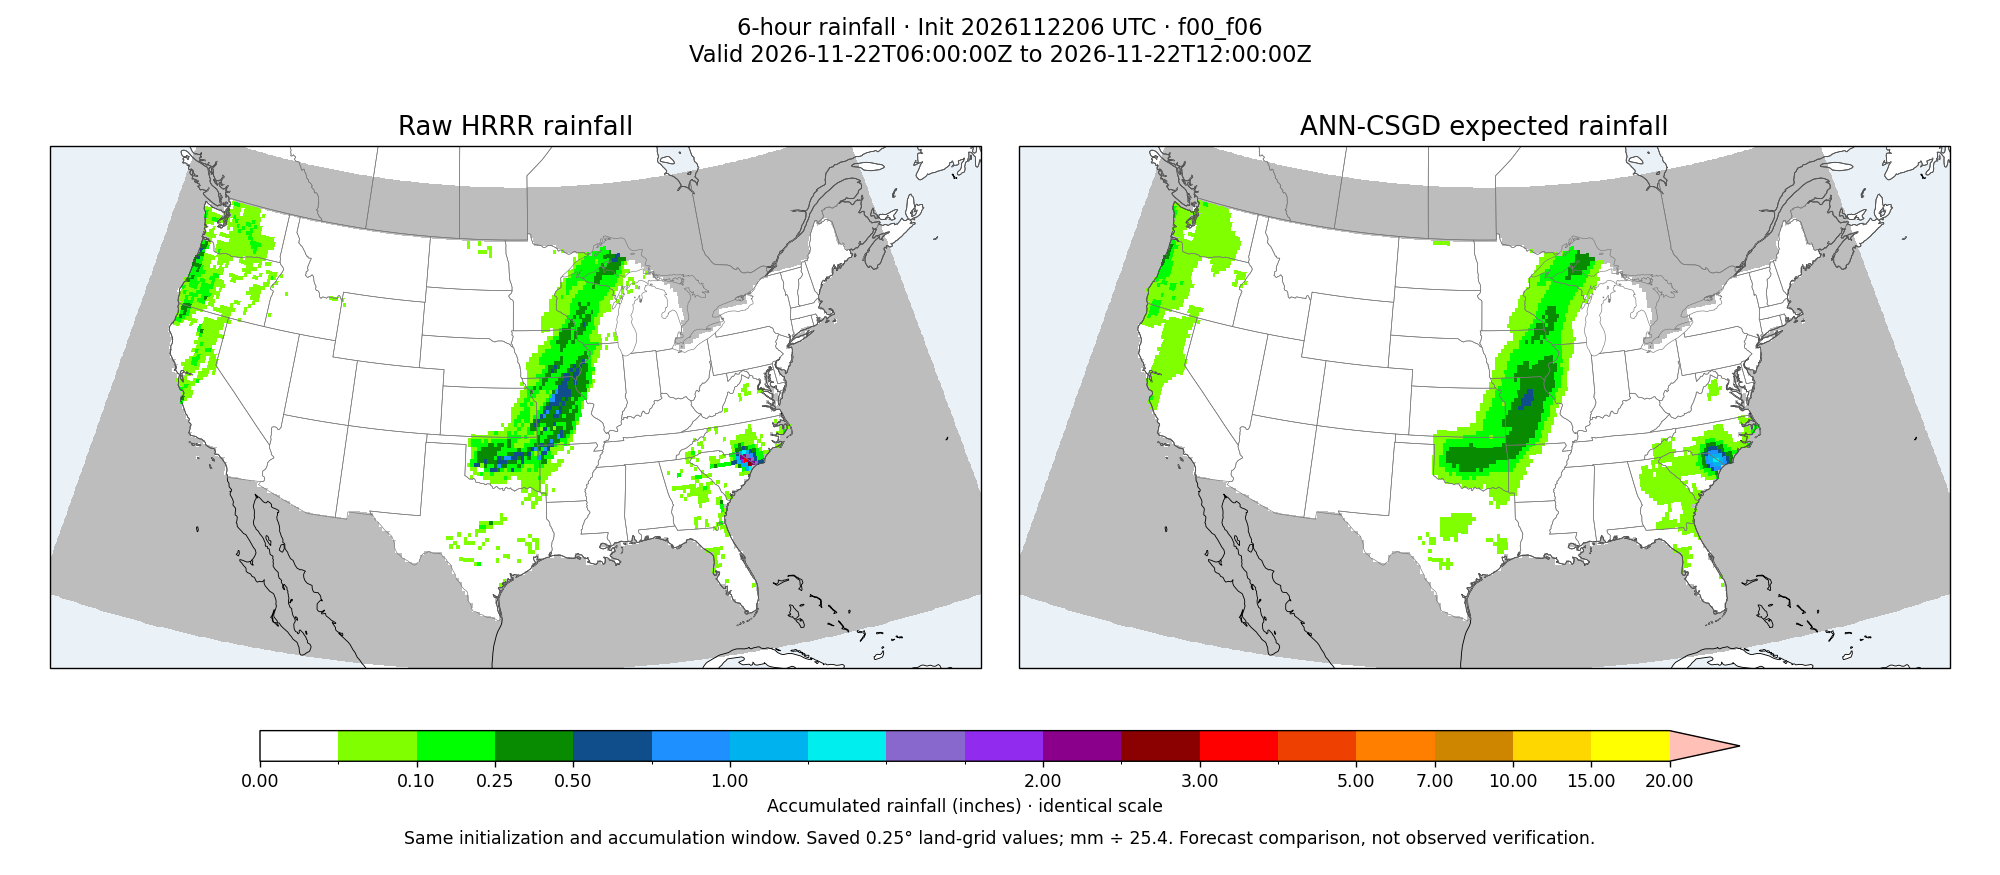 6-hour rainfall · Init 2026112206 UTC · f00_f06
Valid 2026-11-22T06:00:00Z to 2026-11-22T12:00:00Z
Raw HRRR rainfall
ANN-CSGD expected rainfall
0.00 0.10 0.25 0.50 1.00 2.00 3.00 5.00 7.00 10.00 15.00 20.00
Accumulated rainfall (inches) · identical scale
Same initialization and accumulation window. Saved 0.25° land-grid values; mm ÷ 25.4. Forecast comparison, not observed verification.